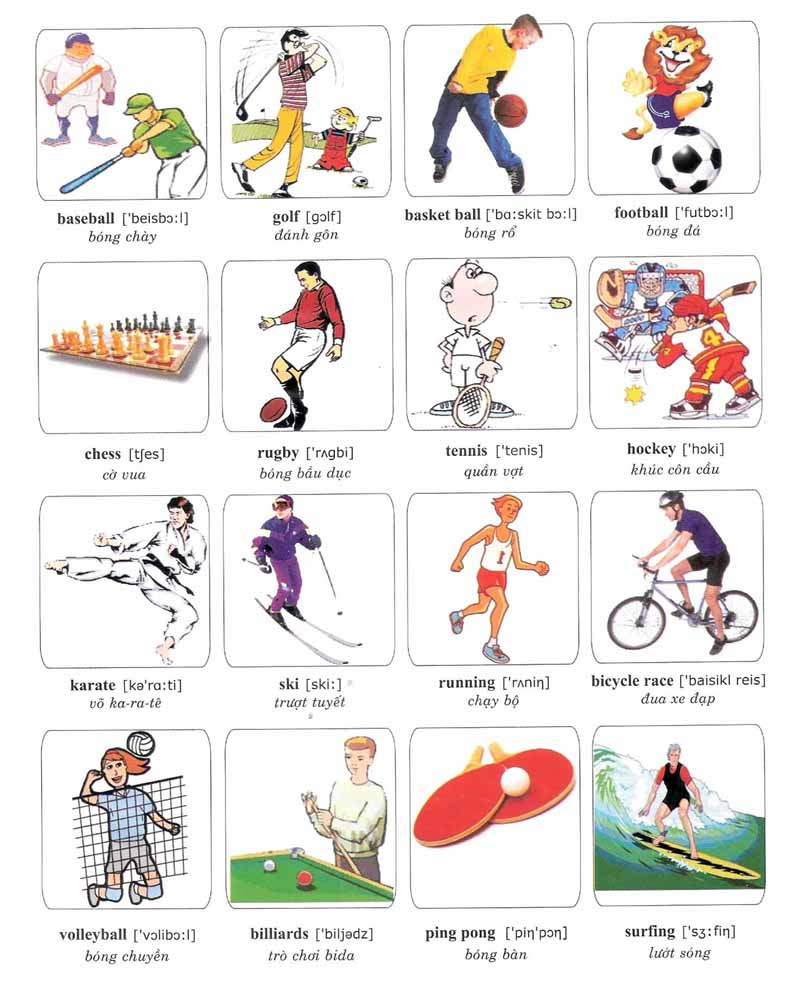 baseball ['beisbɔ:l]
bóng chày
golf [gɔlf]
đánh gôn
basket ball ['bɑ:skit bɔ:l]
bóng rổ
football ['futbɔ:l]
bóng đá
chess [tʃes]
cờ vua
rugby ['rʌgbi]
bóng bầu dục
tennis ['tenis]
quần vợt
hockey ['hɔki]
khúc côn cầu
4
karate [kə'rɑ:ti]
võ ka-ra-tê
ski [ski:]
trượt tuyết
1
running ['rʌniŋ]
chạy bộ
bicycle race ['baisikl reis]
đua xe đạp
volleyball ['vɔlibɔ:l]
bóng chuyền
billiards ['biljədz]
trò chơi bida
ping pong ['piŋ'pɔŋ]
bóng bàn
surfing ['sʒ:fiŋ]
lướt sóng